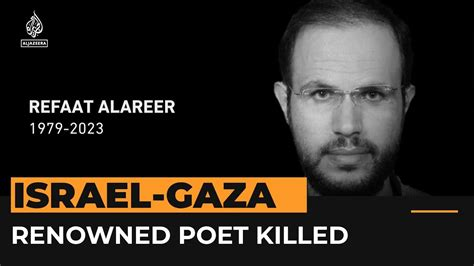 ALJAZEERA
REFAAT ALAREER
1979-2023
ISRAEL-GAZA
RENOWNED POET KILLED